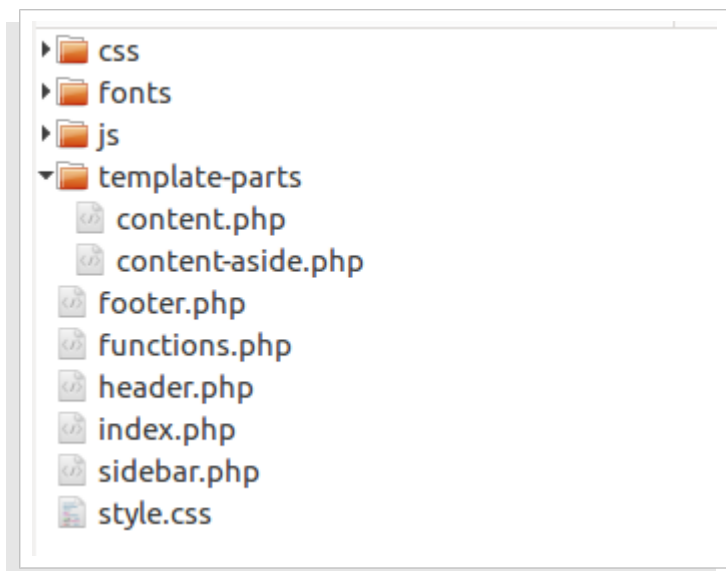 css
fonts
js
template-parts
content.php
content-aside.php
footer.php
functions.php
header.php
index.php
sidebar.php
style.css